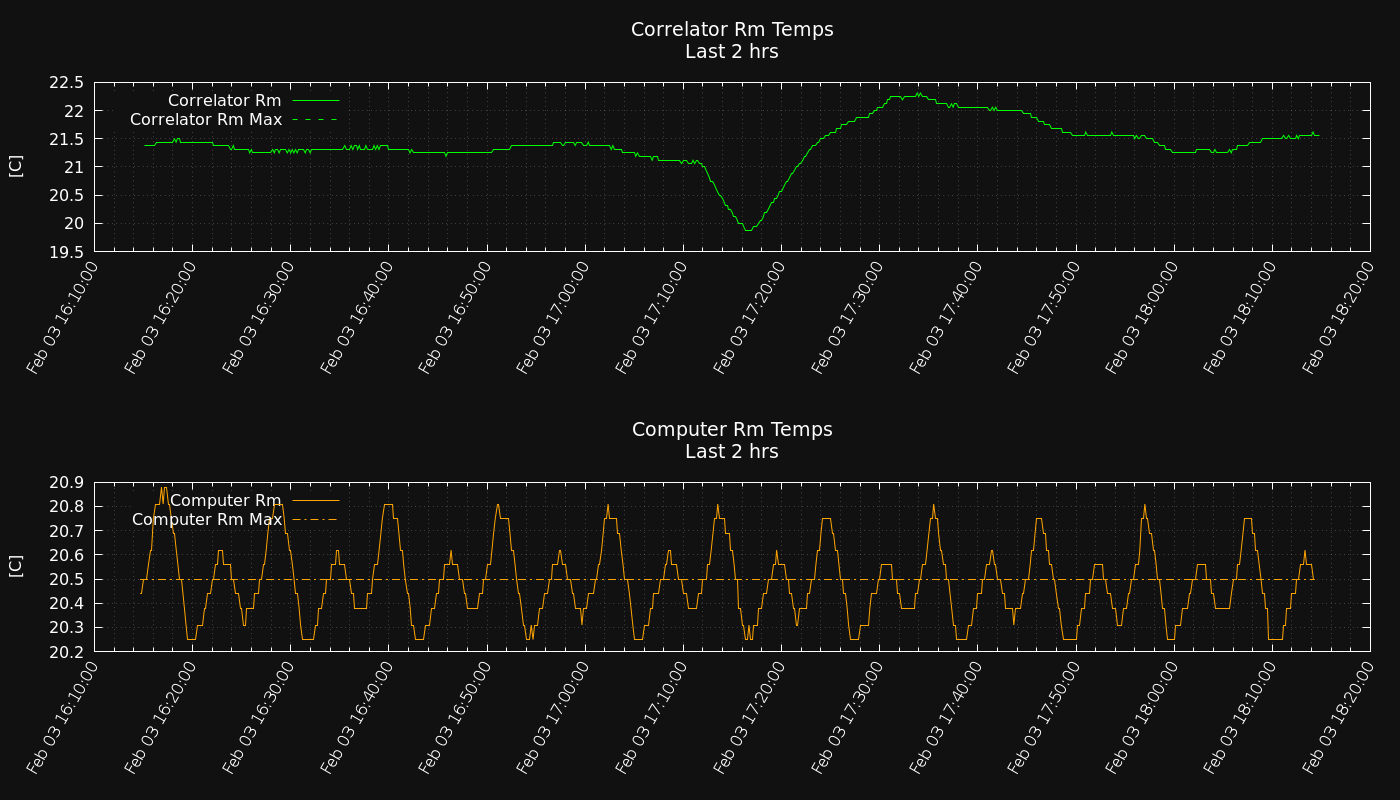 Correlator Rm Temps
Last 2 hrs
22.5
22
21.5
21
20.5
20
19.5
[C]
Correlator Rm
Correlator Rm Max
Feb 03 16:10:00
Feb 03 16:20:00
Feb 03 16:30:00
Feb 03 16:40:00
Feb 03 16:50:00
Feb 03 17:00:00
Feb 03 17:10:00
Feb 03 17:20:00
Feb 03 17:30:00
Feb 03 17:40:00
Feb 03 17:50:00
Feb 03 18:00:00
Feb 03 18:10:00
Feb 03 18:20:00
Computer Rm Temps
Last 2 hrs
20.9
20.8
20.7
20.6
20.5
20.4
20.3
20.2
[C]
Computer Rm
Computer Rm Max
Feb 03 16:10:00
Feb 03 16:20:00
Feb 03 16:30:00
Feb 03 16:40:00
Feb 03 16:50:00
Feb 03 17:00:00
Feb 03 17:10:00
Feb 03 17:20:00
Feb 03 17:30:00
Feb 03 17:40:00
Feb 03 17:50:00
Feb 03 18:00:00
Feb 03 18:10:00
Feb 03 18:20:00